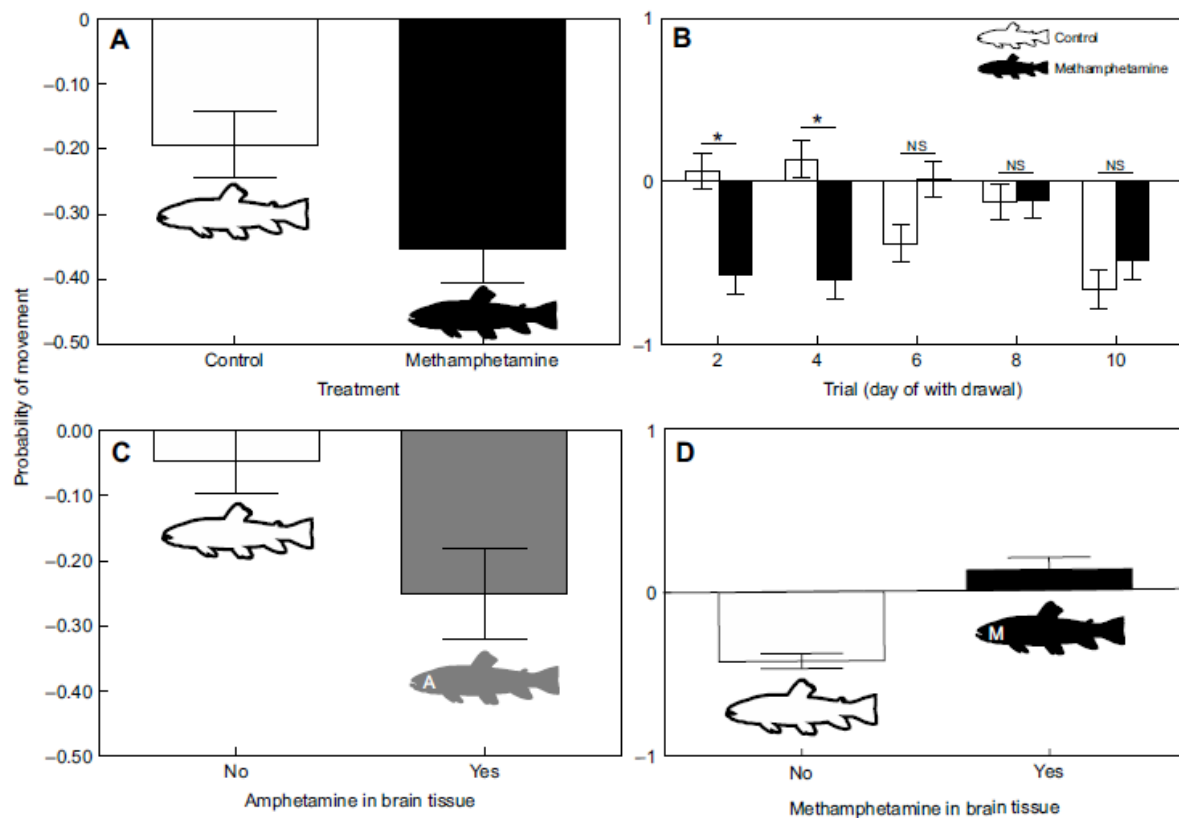 Probability of movement
A
0
−0.10
−0.20
−0.30
−0.40
−0.50
Control
Methamphetamine
Treatment
B
Control
Methamphetamine
1
0
−1
*
*
NS
NS
NS
2
4
6
8
10
Trial (day of with drawal)
C
0.00
−0.10
−0.20
−0.30
−0.40
−0.50
A
No
Yes
Amphetamine in brain tissue
D
1
0
−1
M
No
Yes
Methamphetamine in brain tissue